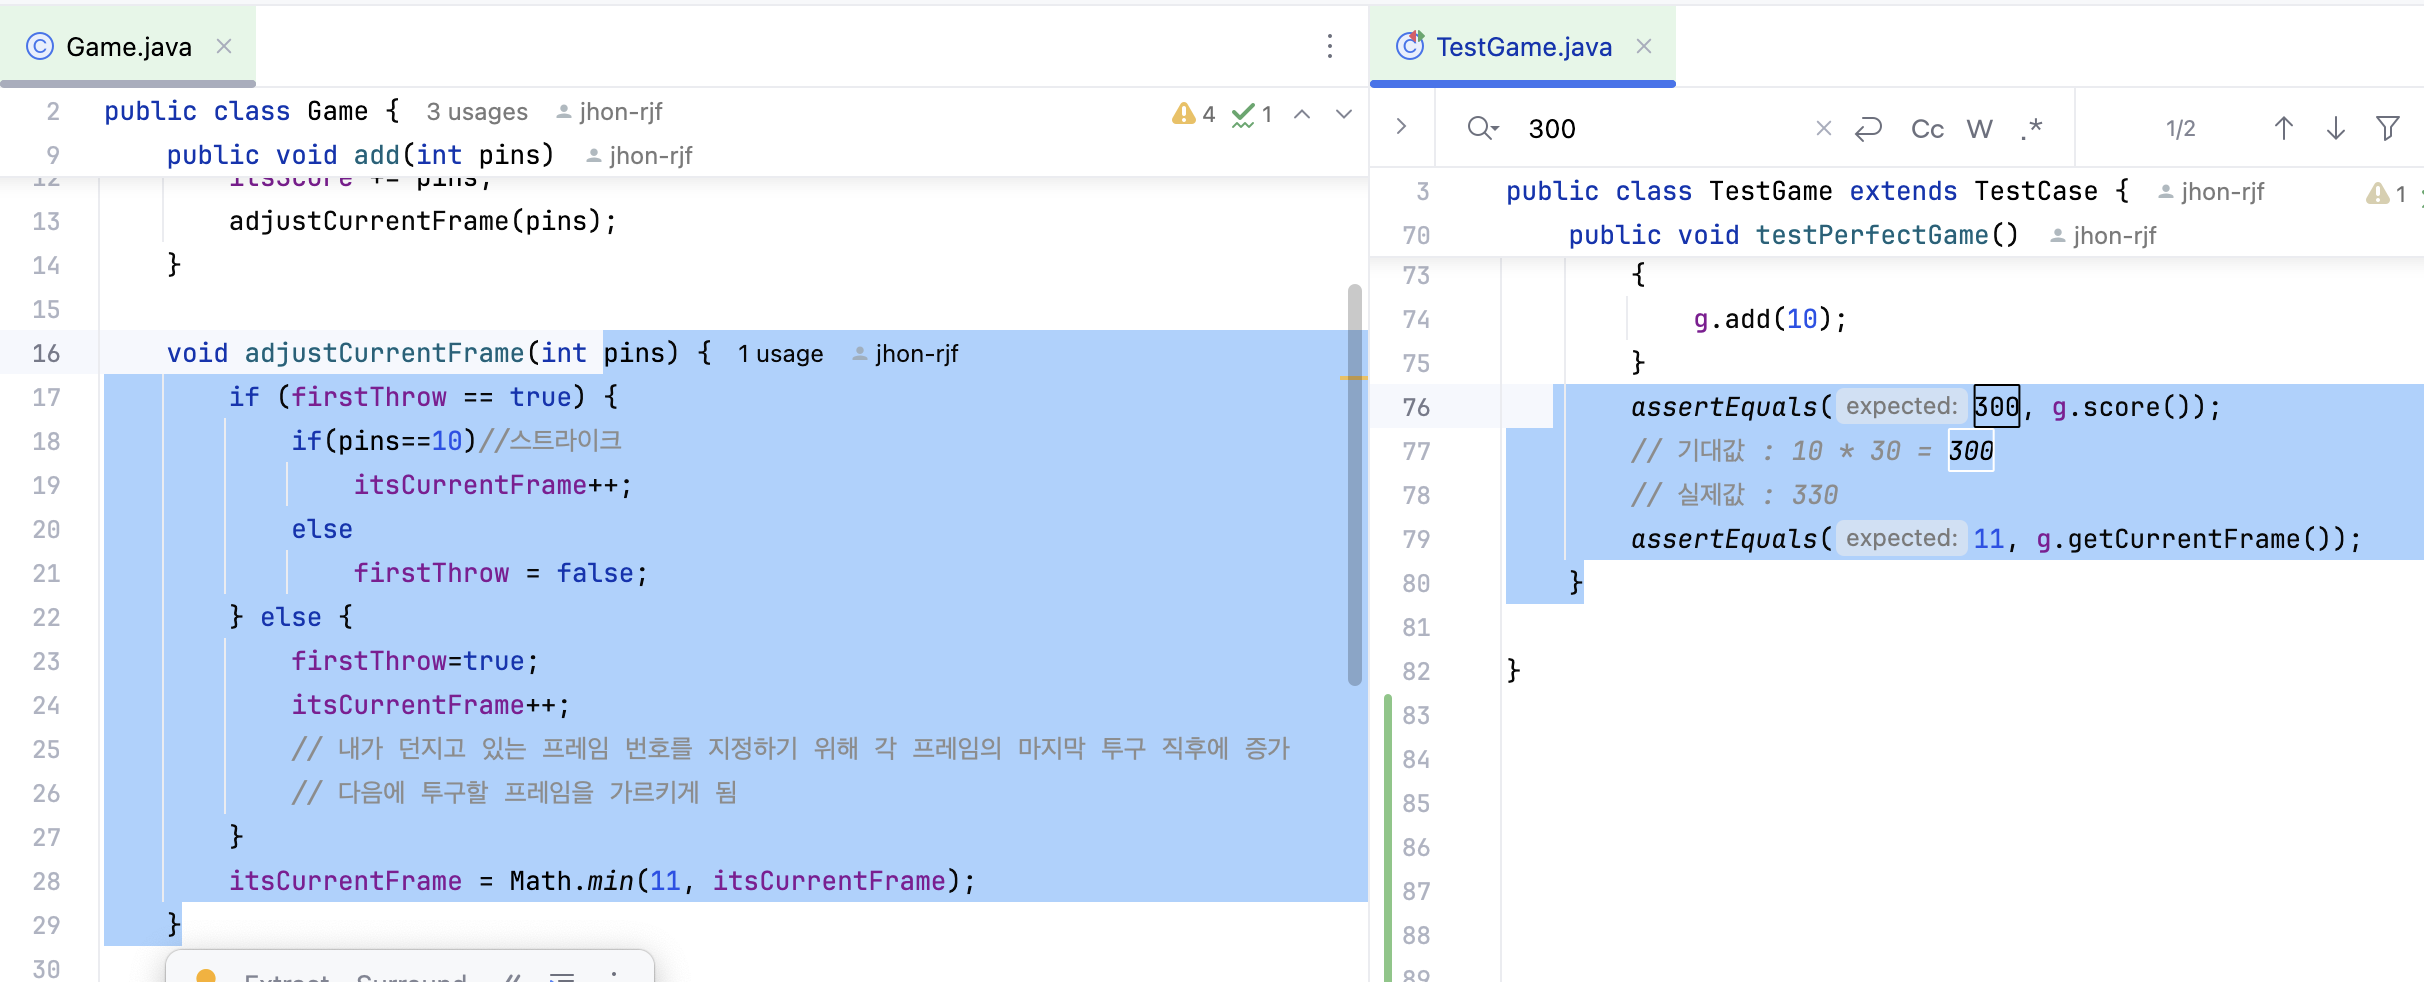 Game.java
2 public class Game { 3 usages jhon-rjf 4 1
9 public void add(int pins) jhon-rjf
12 itsScore += pins;
13 adjustCurrentFrame(pins);
14 }
15
16 void adjustCurrentFrame(int pins) { 1 usage jhon-rjf
17 if (firstThrow == true) {
18 if(pins==10)//스트라이크
19 itsCurrentFrame++;
20 else
21 firstThrow = false;
22 } else {
23 firstThrow=true;
24 itsCurrentFrame++;
25 // 내가 던지고 있는 프레임 번호를 지정하기 위해 각 프레임의 마지막 투구 직후에 증가
26 // 다음에 투구할 프레임을 가르키게 됨
27 }
28 itsCurrentFrame = Math.min(11, itsCurrentFrame);
29 }
30
Extract Surround //
TestGame.java
300 Cc W .* 1/2
3 public class TestGame extends TestCase { jhon-rjf 1
70 public void testPerfectGame() jhon-rjf
73 {
74 g.add(10);
75 }
76 assertEquals( expected: 300, g.score());
77 // 기대값 : 10 * 30 = 300
78 // 실제값 : 330
79 assertEquals( expected: 11, g.getCurrentFrame());
80 }
81
82 }
83
84
85
86
87
88
89